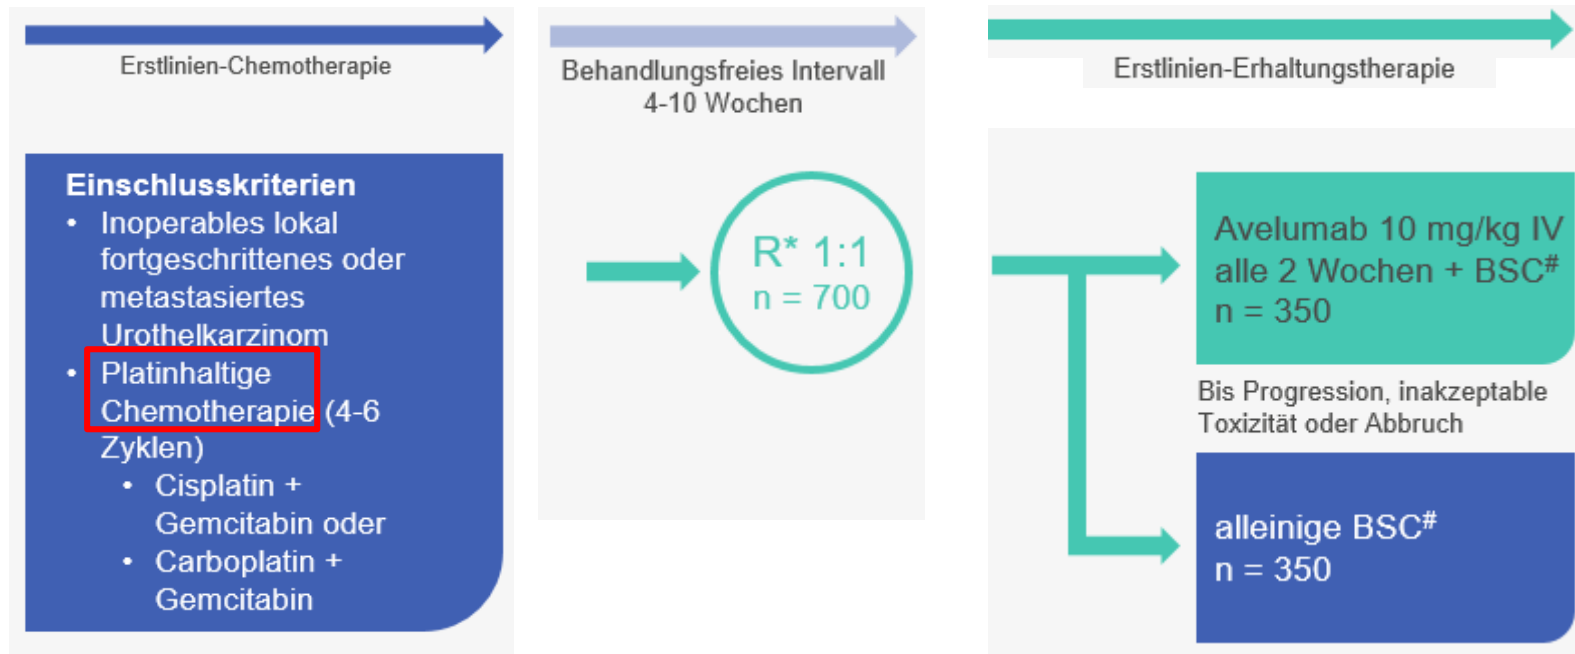 Erstlinien-Chemotherapie
Einschlusskriterien
• Inoperables lokal
fortgeschrittenes oder
metastasiertes
Urothelkarzinom
• Platinhaltige
Chemotherapie (4-6
Zyklen)
• Cisplatin +
Gemcitabin oder
• Carboplatin +
Gemcitabin
Behandlungsfreies Intervall
4-10 Wochen
R* 1:1
n = 700
Erstlinien-Erhaltungstherapie
Avelumab 10 mg/kg IV
alle 2 Wochen + BSC#
n = 350
Bis Progression, inakzeptable
Toxizität oder Abbruch
alleinige BSC#
n = 350